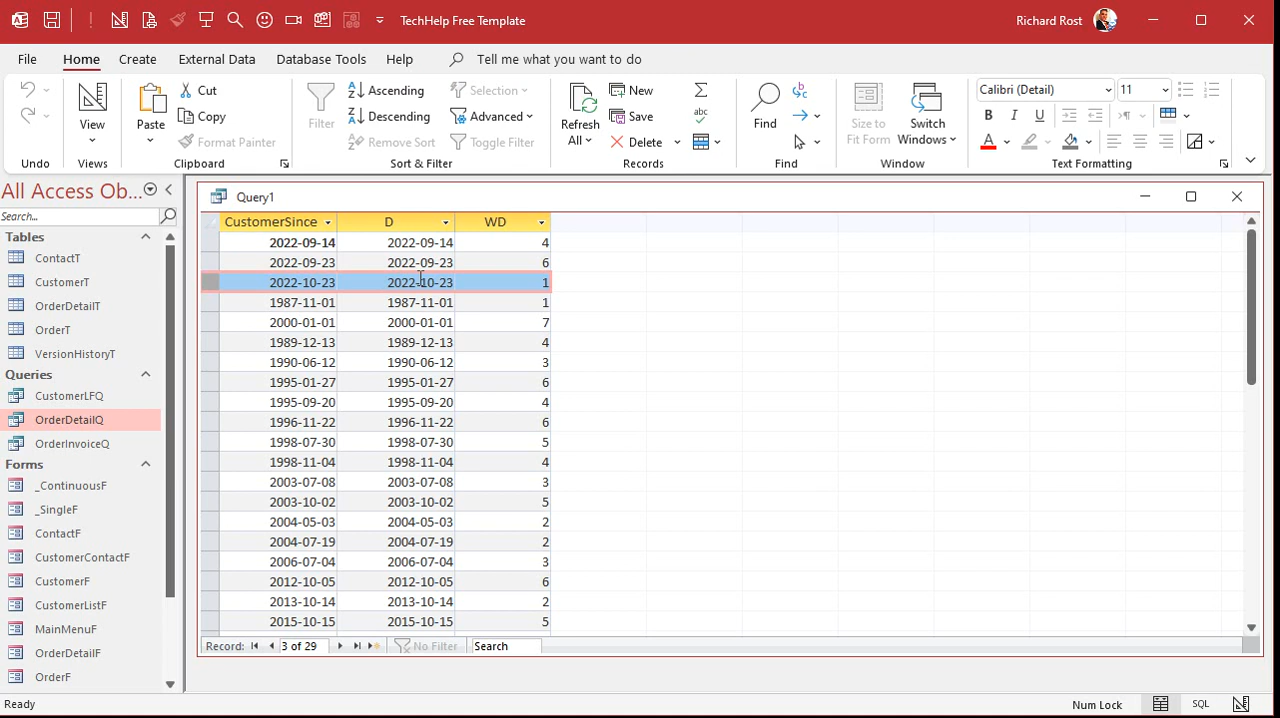 TechHelp Free Template
Richard Rost
File Home Create External Data Database Tools Help Tell me what you want to do
Undo
View
Views
Paste
Cut
Copy
Format Painter
Clipboard
Filter
Ascending
Descending
Remove Sort
Selection
Advanced
Toggle Filter
Sort & Filter
Refresh
All
New
Save
Delete
Records
Find
Find
Size to
Fit Form
Switch
Windows
Window
Calibri (Detail) 11
B I U
Text Formatting
All Access Ob...
Search...
Tables
ContactT
CustomerT
OrderDetailT
OrderT
VersionHistoryT
Queries
CustomerLFQ
OrderDetailQ
OrderInvoiceQ
Forms
_ContinuousF
_SingleF
ContactF
CustomerContactF
CustomerF
CustomerListF
MainMenuF
OrderDetailF
OrderF
Query1
CustomerSince D WD
2022-09-14 2022-09-14 4
2022-09-23 2022-09-23 6
2022-10-23 2022-10-23 1
1987-11-01 1987-11-01 1
2000-01-01 2000-01-01 7
1989-12-13 1989-12-13 4
1990-06-12 1990-06-12 3
1995-01-27 1995-01-27 6
1995-09-20 1995-09-20 4
1996-11-22 1996-11-22 6
1998-07-30 1998-07-30 5
1998-11-04 1998-11-04 4
2003-07-08 2003-07-08 3
2003-10-02 2003-10-02 5
2004-05-03 2004-05-03 2
2004-07-19 2004-07-19 2
2006-07-04 2006-07-04 3
2012-10-05 2012-10-05 6
2013-10-14 2013-10-14 2
2015-10-15 2015-10-15 5
Record: 3 of 29 No Filter Search
Ready
Num Lock SQL